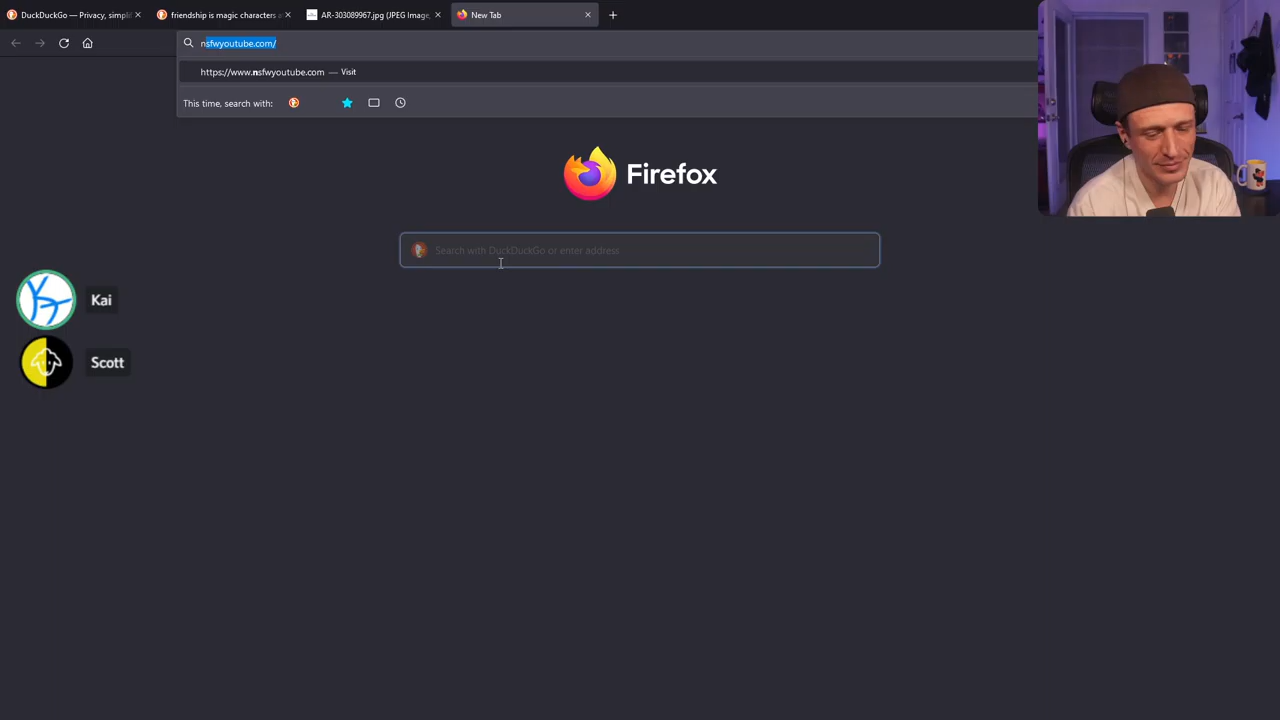 DuckDuckGo — Privacy, simplif
friendship is magic characters a
AR-303089967.jpg (JPEG Image,
New Tab
nsfwyoutube.com/
https://www.nsfwyoutube.com — Visit
This time, search with:
Firefox
Search with DuckDuckGo or enter address
Kai
Scott